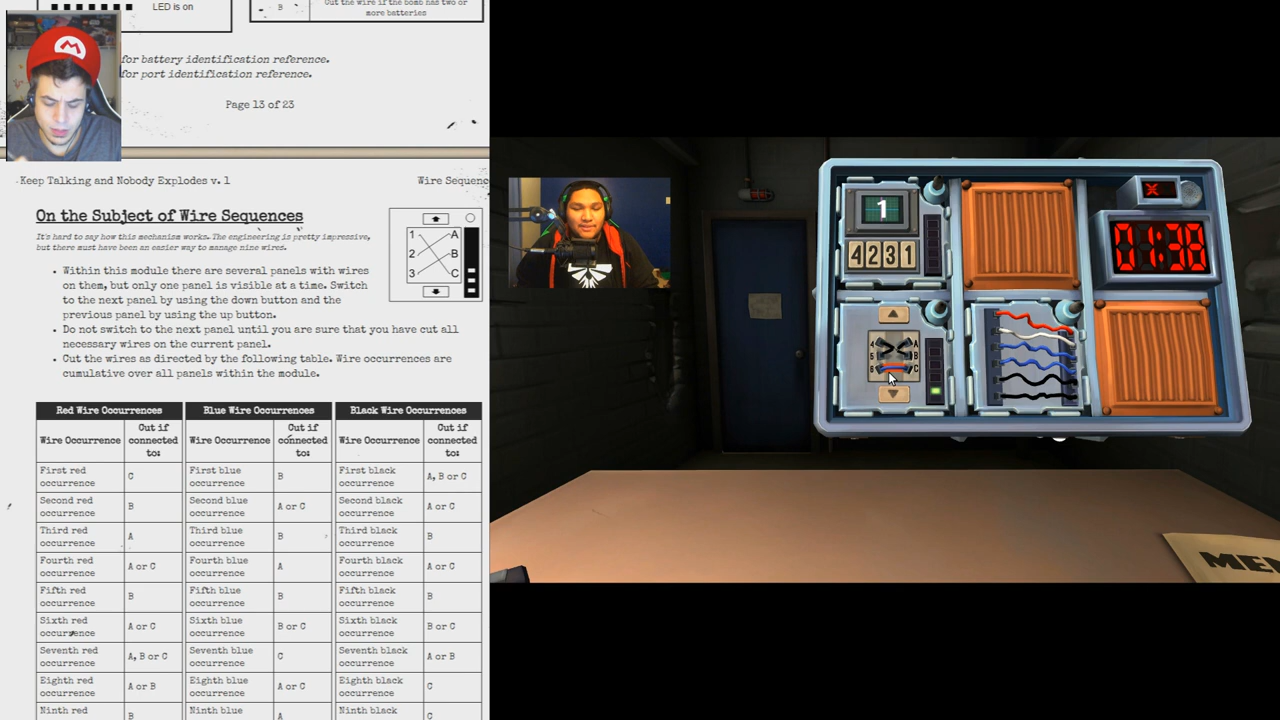 LED is on
B
Cut the wire if the bomb has two or
more batteries
for battery identification reference.
for port identification reference.
Page 13 of 23
Keep Talking and Nobody Explodes v. 1
Wire Sequenc
On the Subject of Wire Sequences
It's hard to say how this mechanism works. The engineering is pretty impressive,
but there must have been an easier way to manage nine wires.
1 A
2 B
3 C
• Within this module there are several panels with wires
on them, but only one panel is visible at a time. Switch
to the next panel by using the down button and the
previous panel by using the up button.
• Do not switch to the next panel until you are sure that you have cut all
necessary wires on the current panel.
• Cut the wires as directed by the following table. Wire occurrences are
cumulative over all panels within the module.
Red Wire Occurrences
Wire Occurrence Cut if connected to:
First red occurrence C
Second red occurrence B
Third red occurrence A
Fourth red occurrence A or C
Fifth red occurrence B
Sixth red occurrence A or C
Seventh red occurrence A, B or C
Eighth red occurrence A or B
Ninth red B
Blue Wire Occurrences
Wire Occurrence Cut if connected to:
First blue occurrence B
Second blue occurrence A or C
Third blue occurrence B
Fourth blue occurrence A
Fifth blue occurrence B
Sixth blue occurrence B or C
Seventh blue occurrence C
Eighth blue occurrence A or C
Ninth blue A
Black Wire Occurrences
Wire Occurrence Cut if connected to:
First black occurrence A, B or C
Second black occurrence A or C
Third black occurrence B
Fourth black occurrence A or C
Fifth black occurrence B
Sixth black occurrence B or C
Seventh black occurrence A or B
Eighth black occurrence C
Ninth black C
M
1
4231
X
01:38
4 A
5 B
6 C
MEN